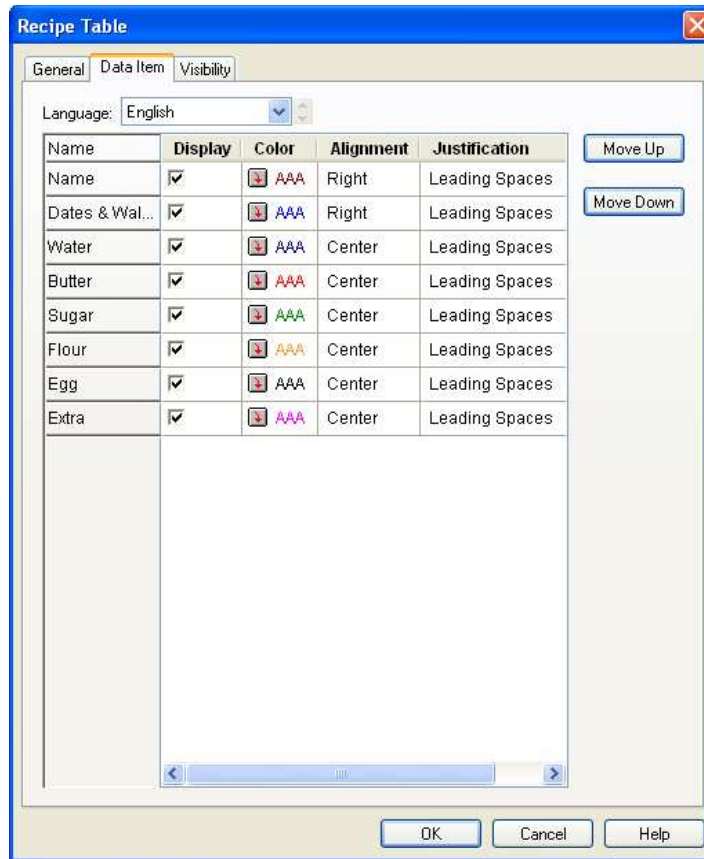 Recipe Table
General Data Item Visibility
Language: English
Name Display Color Alignment Justification Move Up
Name AAA Right Leading Spaces
Dates & Wal... AAA Right Leading Spaces Move Down
Water AAA Center Leading Spaces
Butter AAA Center Leading Spaces
Sugar AAA Center Leading Spaces
Flour AAA Center Leading Spaces
Egg AAA Center Leading Spaces
Extra AAA Center Leading Spaces
OK Cancel Help